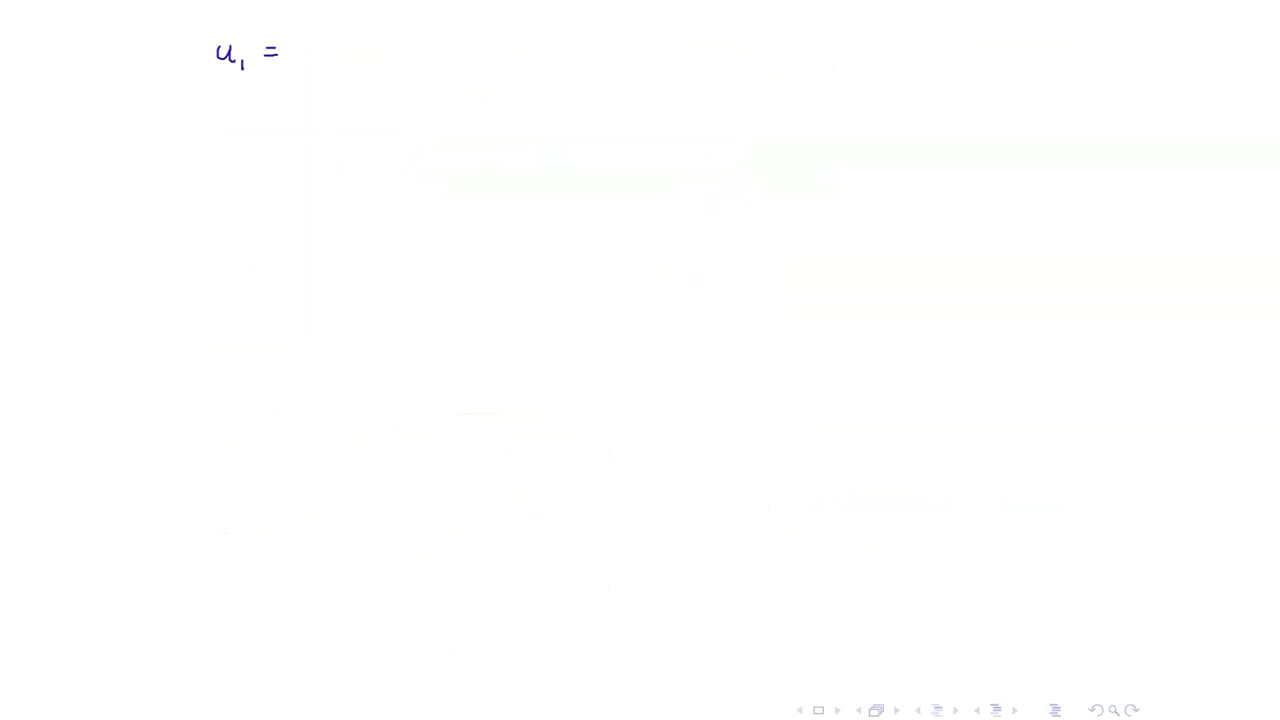 u₁ =